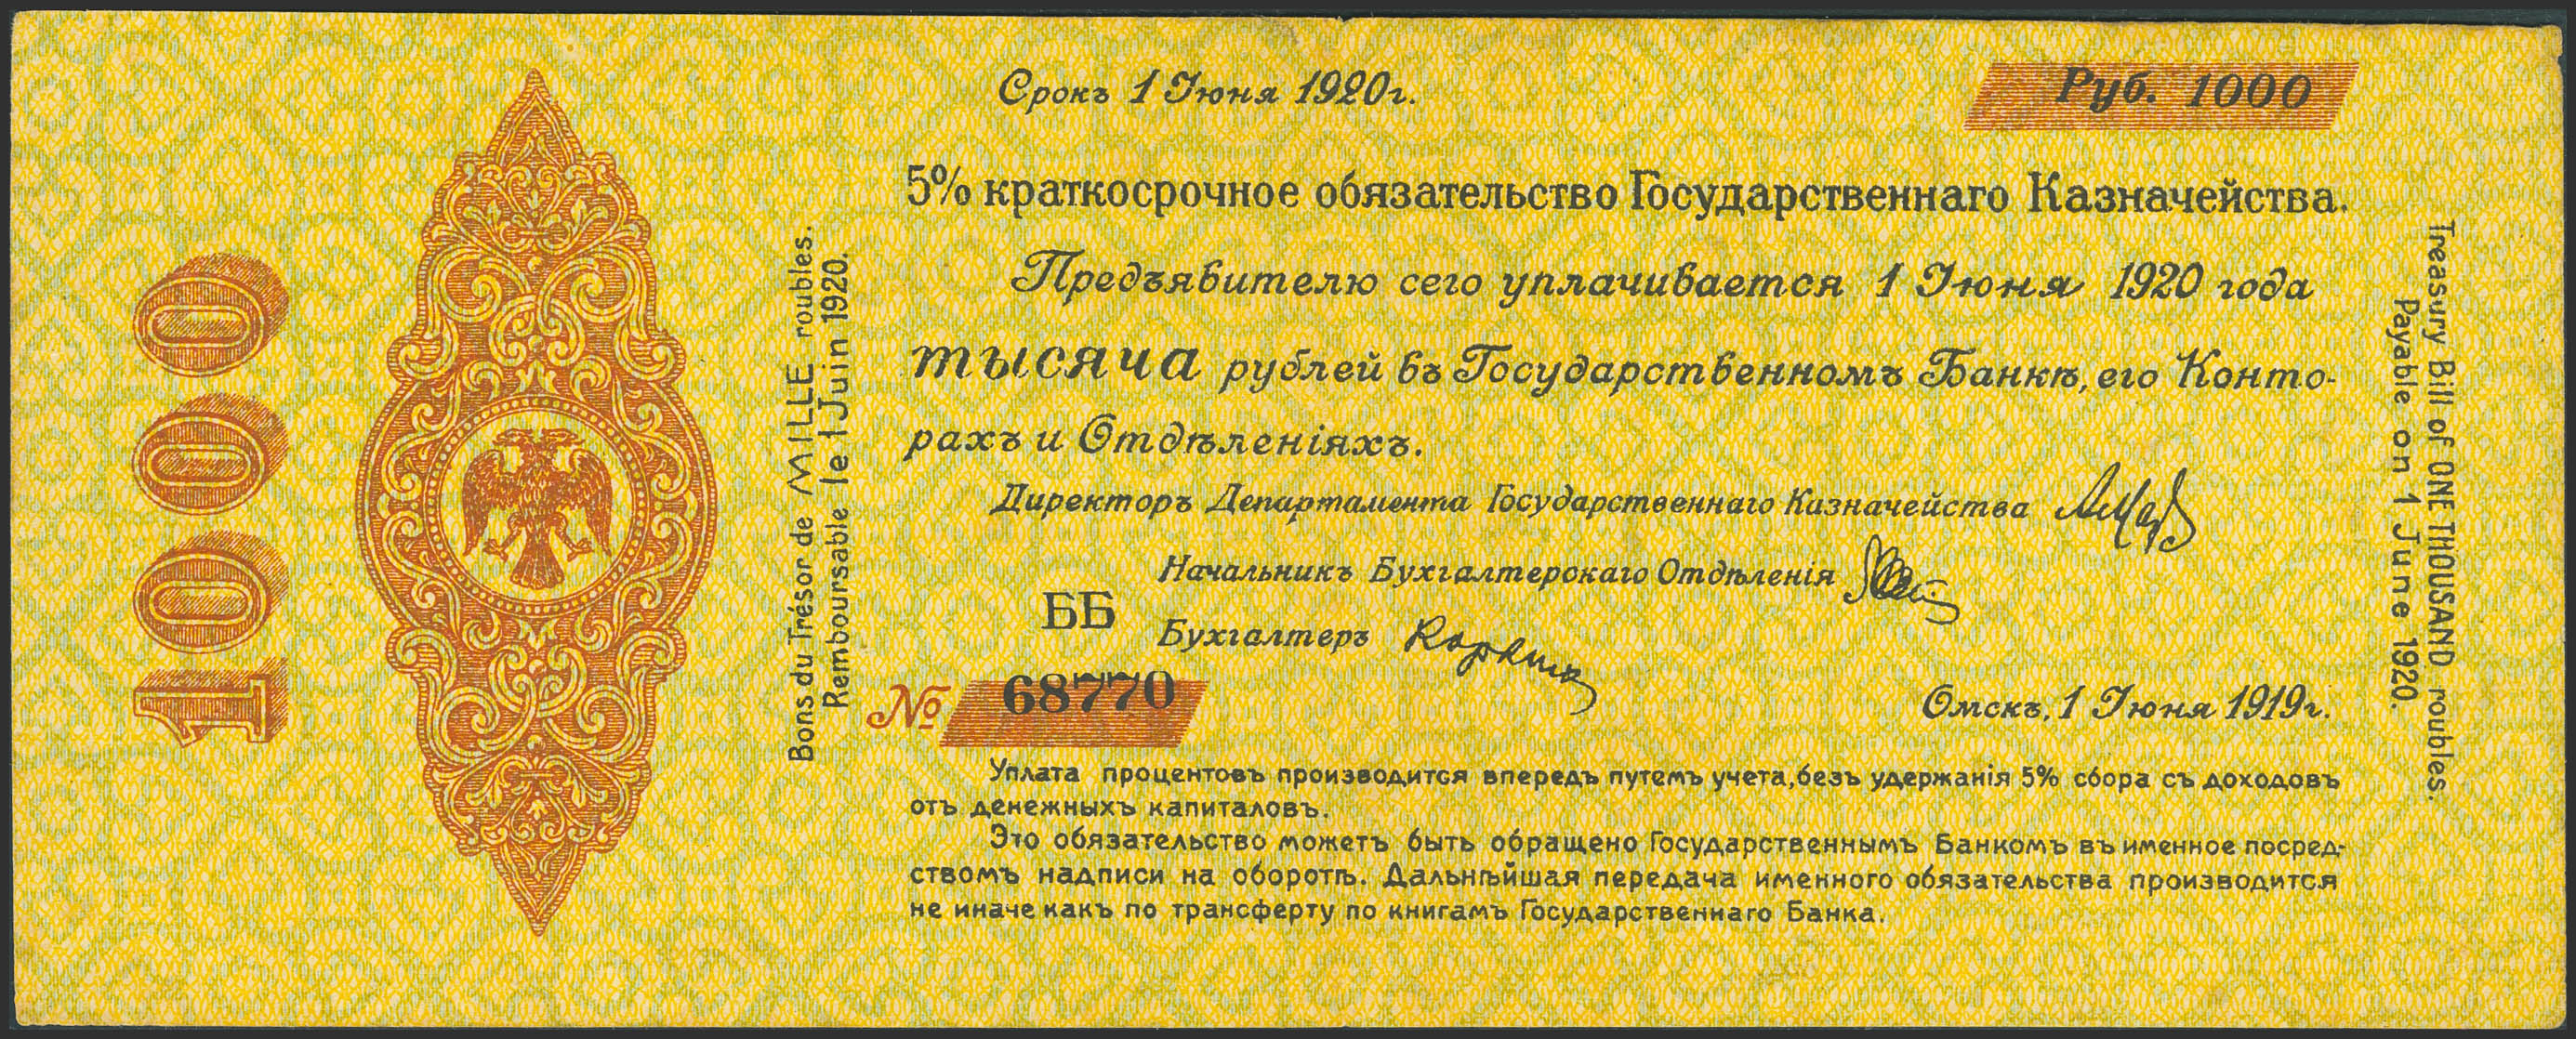 1000
Bons du Trésor de MILLE roubles.
Remboursable le 1 Juin 1920.
Срокъ 1 Июня 1920г.
Руб. 1000
5% краткосрочное обязательство Государственнаго Казначейства.
Предъявителю сего уплачивается 1 Июня 1920 года
тысяча рублей въ Государственномъ Банкѣ, его Конто-
рахъ и Отдѣленіяхъ.
Директоръ Департамента Государственнаго Казначейства
Начальникъ Бухгалтерскаго Отдѣленія
ББ
Бухгалтеръ
№ 68770
Омскъ, 1 Июня 1919г.
Уплата процентовъ производится впередъ путемъ учета, безъ удержанія 5% сбора съ доходовъ
отъ денежныхъ капиталовъ.
Это обязательство можетъ быть обращено Государственнымъ Банкомъ въ именное посред-
ствомъ надписи на оборотѣ. Дальнѣйшая передача именного обязательства производится
не иначе какъ по трансферту по книгамъ Государственнаго Банка.
Treasury Bill of ONE THOUSAND roubles.
Payable on 1 June 1920.